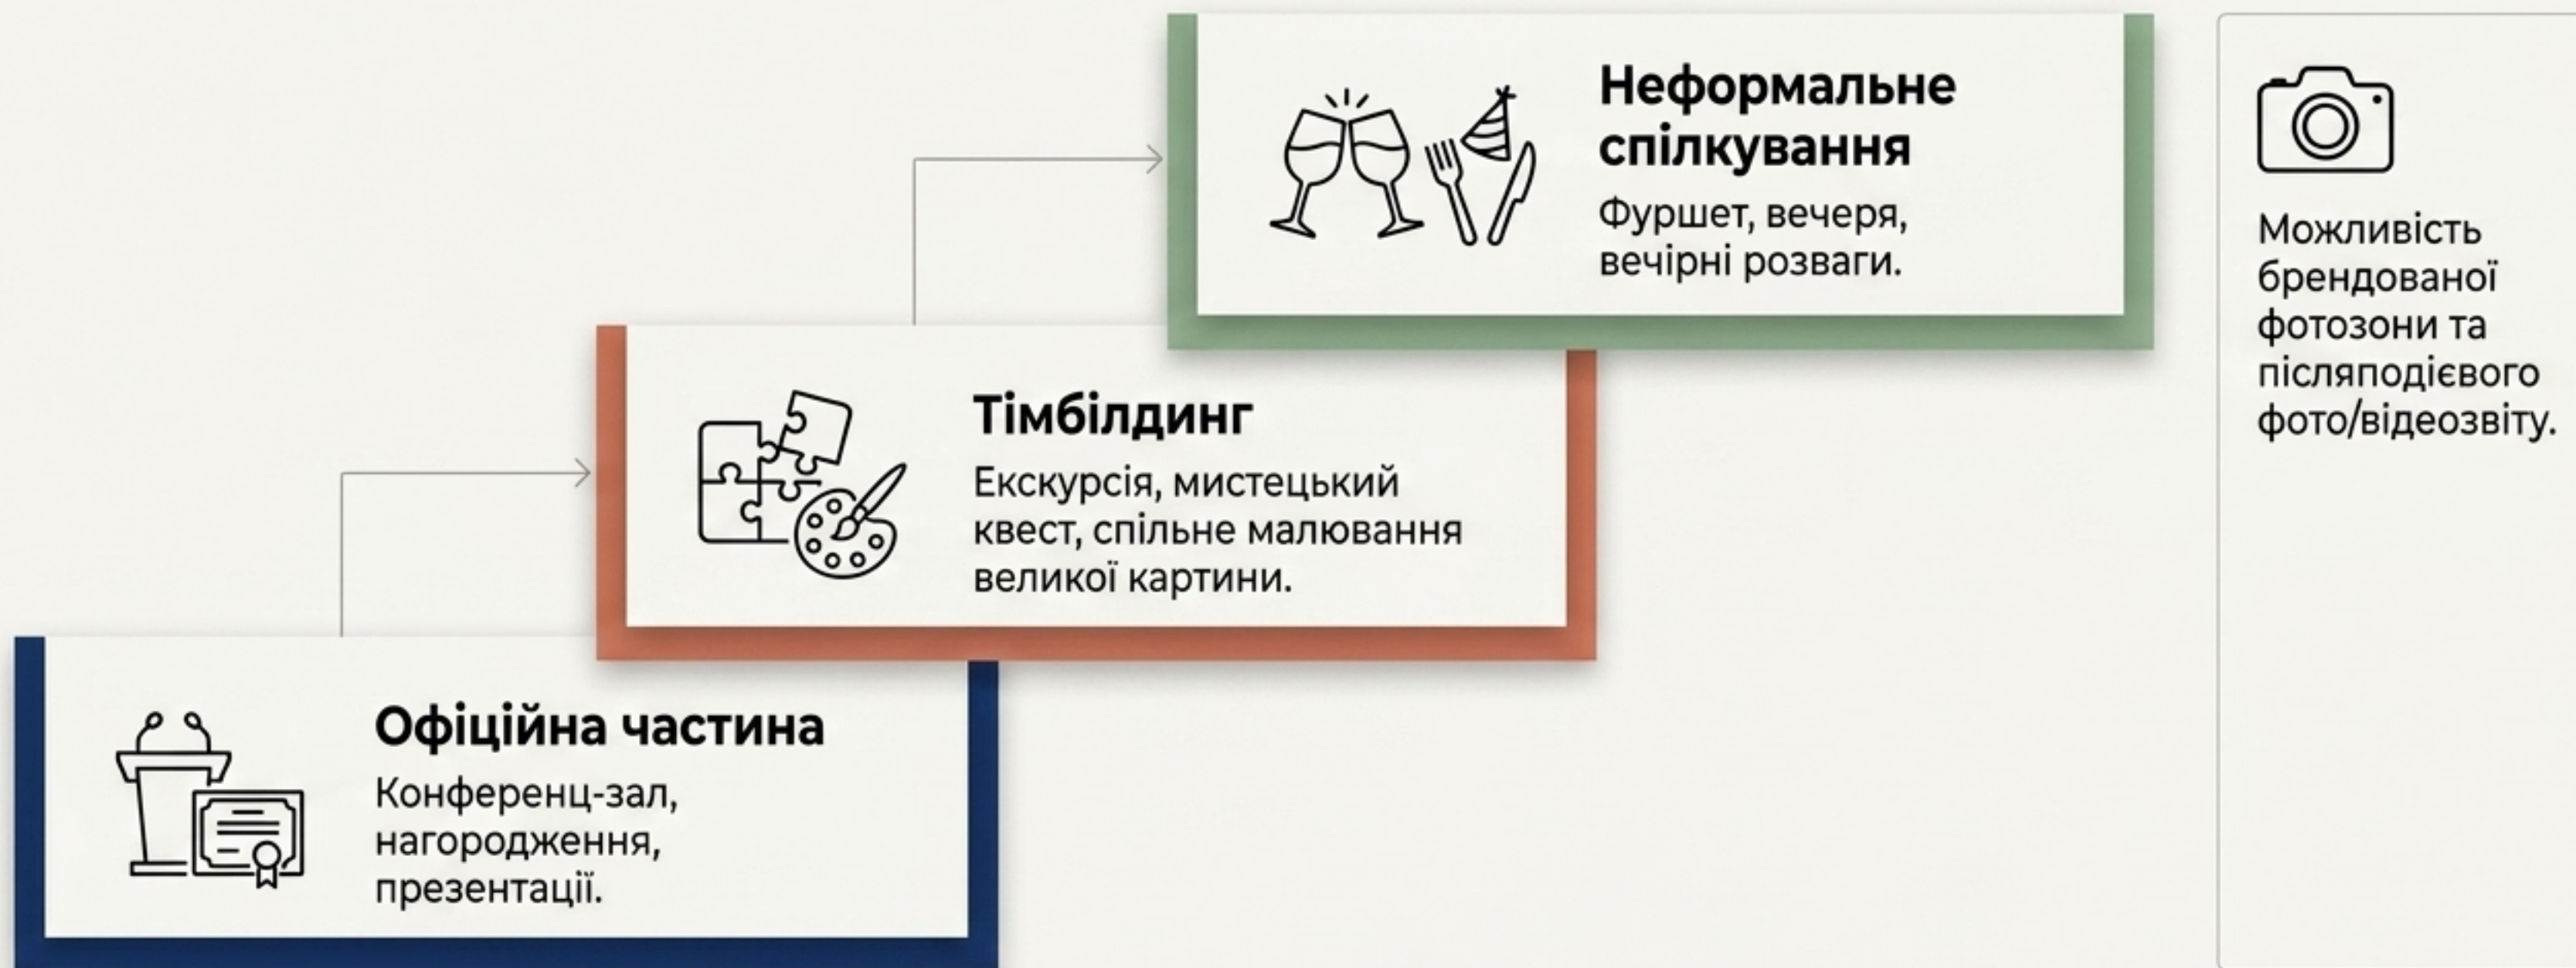 Неформальне
спілкування
Фуршет, вечеря,
вечірні розваги.
Можливість
брендованої
фотозони та
післяподієвого
фото/відеозвіту.
Тімбілдинг
Екскурсія, мистецький
квест, спільне малювання
великої картини.
Офіційна частина
Конференц-зал,
нагородження,
презентації.